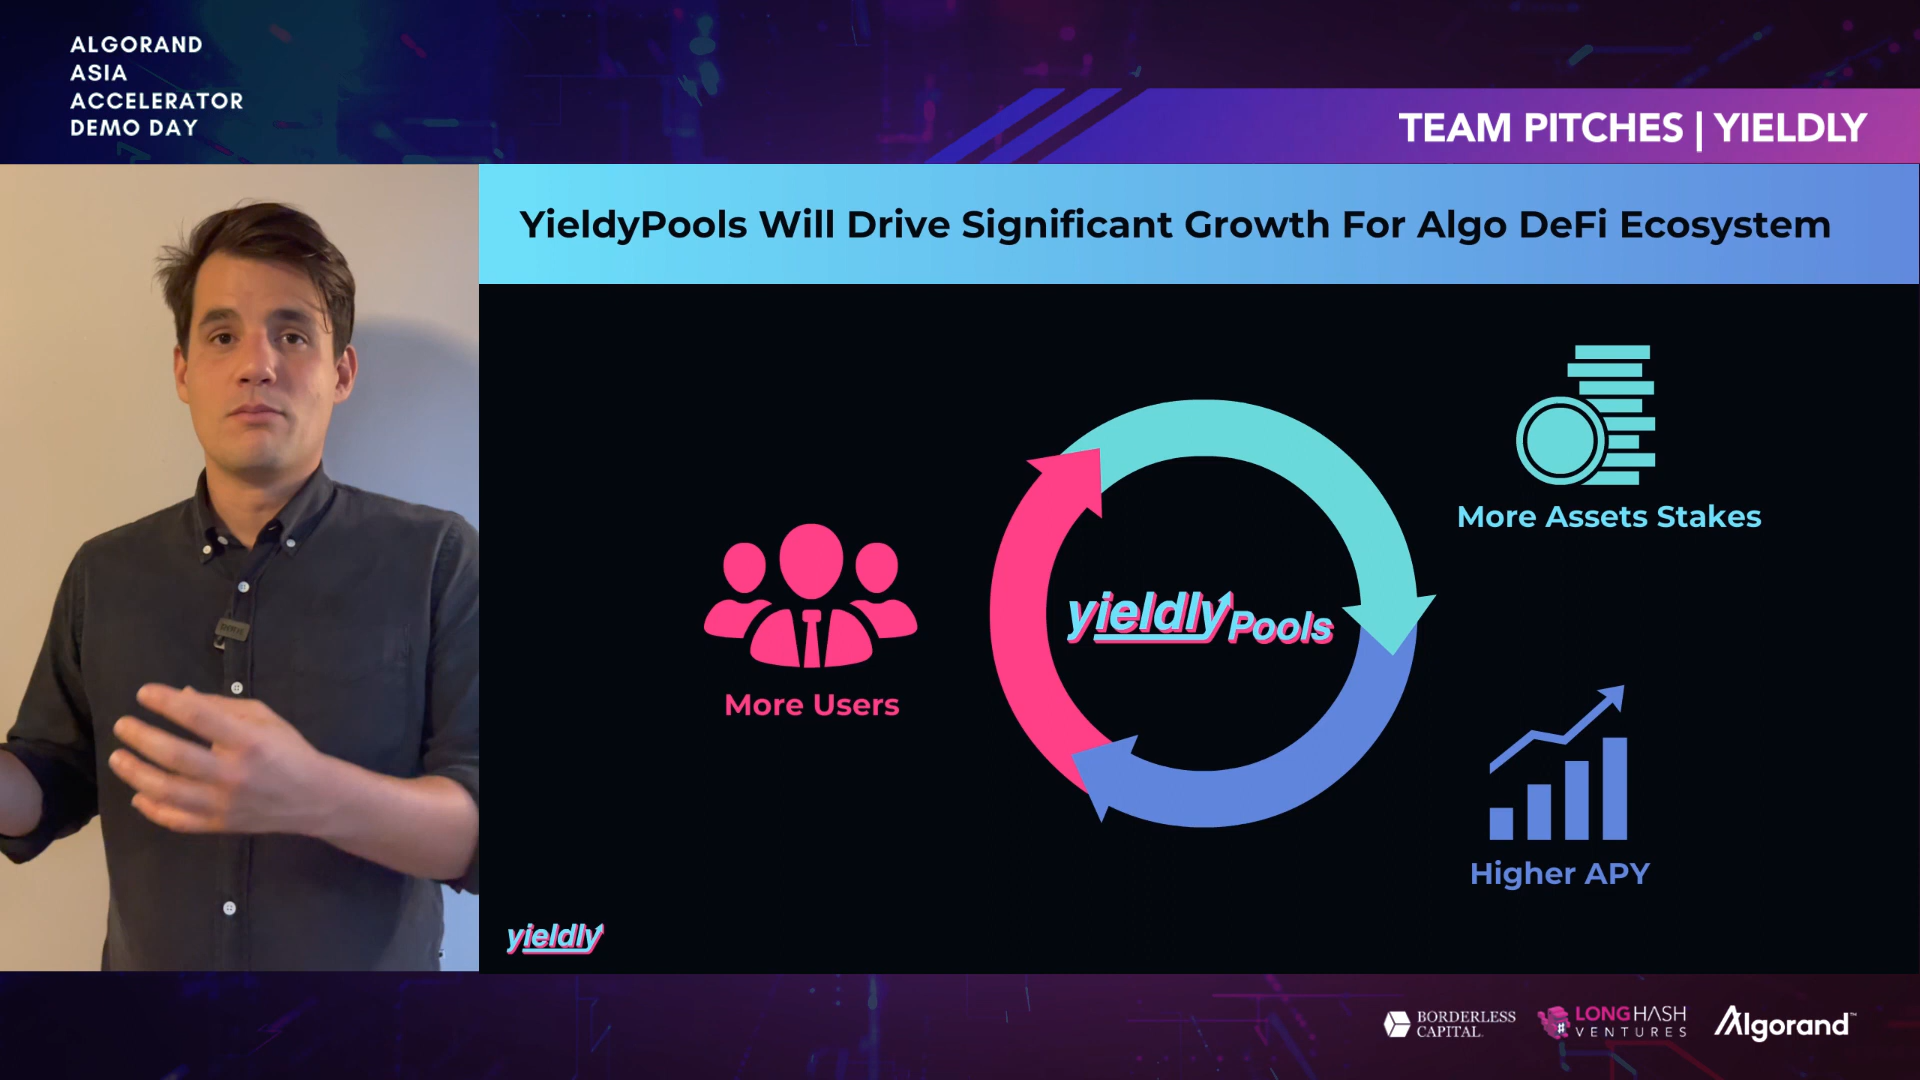 ALGORAND
ASIA
ACCELERATOR
DEMO DAY
TEAM PITCHES | YIELDLY
YieldyPools Will Drive Significant Growth For Algo DeFi Ecosystem
More Assets Stakes
yieldly Pools
More Users
Higher APY
yieldly
BORDERLESS
CAPITAL
LONGHASH
VENTURES
Algorand™